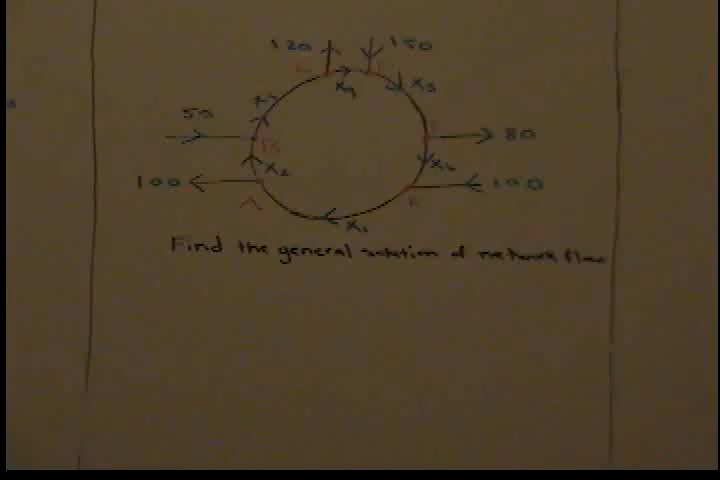 120 150
x4 x5
x3
50 80
B
x2 x6
100 100
A
x1
Find the general solution of network flow